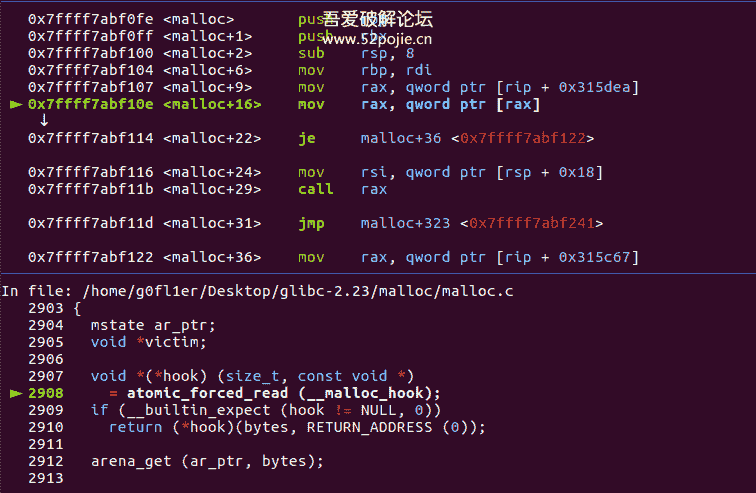 0x7ffff7abf0fe <malloc> push
吾爱破解论坛
0x7ffff7abf0ff <malloc+1> push rbx
www.52pojie.cn
0x7ffff7abf100 <malloc+2> sub rsp, 8
0x7ffff7abf104 <malloc+6> mov rbp, rdi
0x7ffff7abf107 <malloc+9> mov rax, qword ptr [rip + 0x315dea]
► 0x7ffff7abf10e <malloc+16> mov rax, qword ptr [rax]
↓
0x7ffff7abf114 <malloc+22> je malloc+36 <0x7ffff7abf122>
0x7ffff7abf116 <malloc+24> mov rsi, qword ptr [rsp + 0x18]
0x7ffff7abf11b <malloc+29> call rax
0x7ffff7abf11d <malloc+31> jmp malloc+323 <0x7ffff7abf241>
0x7ffff7abf122 <malloc+36> mov rax, qword ptr [rip + 0x315c67]
In file: /home/g0fl1er/Desktop/glibc-2.23/malloc/malloc.c
2903 {
2904 mstate ar_ptr;
2905 void *victim;
2906
2907 void *(*hook) (size_t, const void *)
► 2908 = atomic_forced_read (__malloc_hook);
2909 if (__builtin_expect (hook != NULL, 0))
2910 return (*hook)(bytes, RETURN_ADDRESS (0));
2911
2912 arena_get (ar_ptr, bytes);
2913